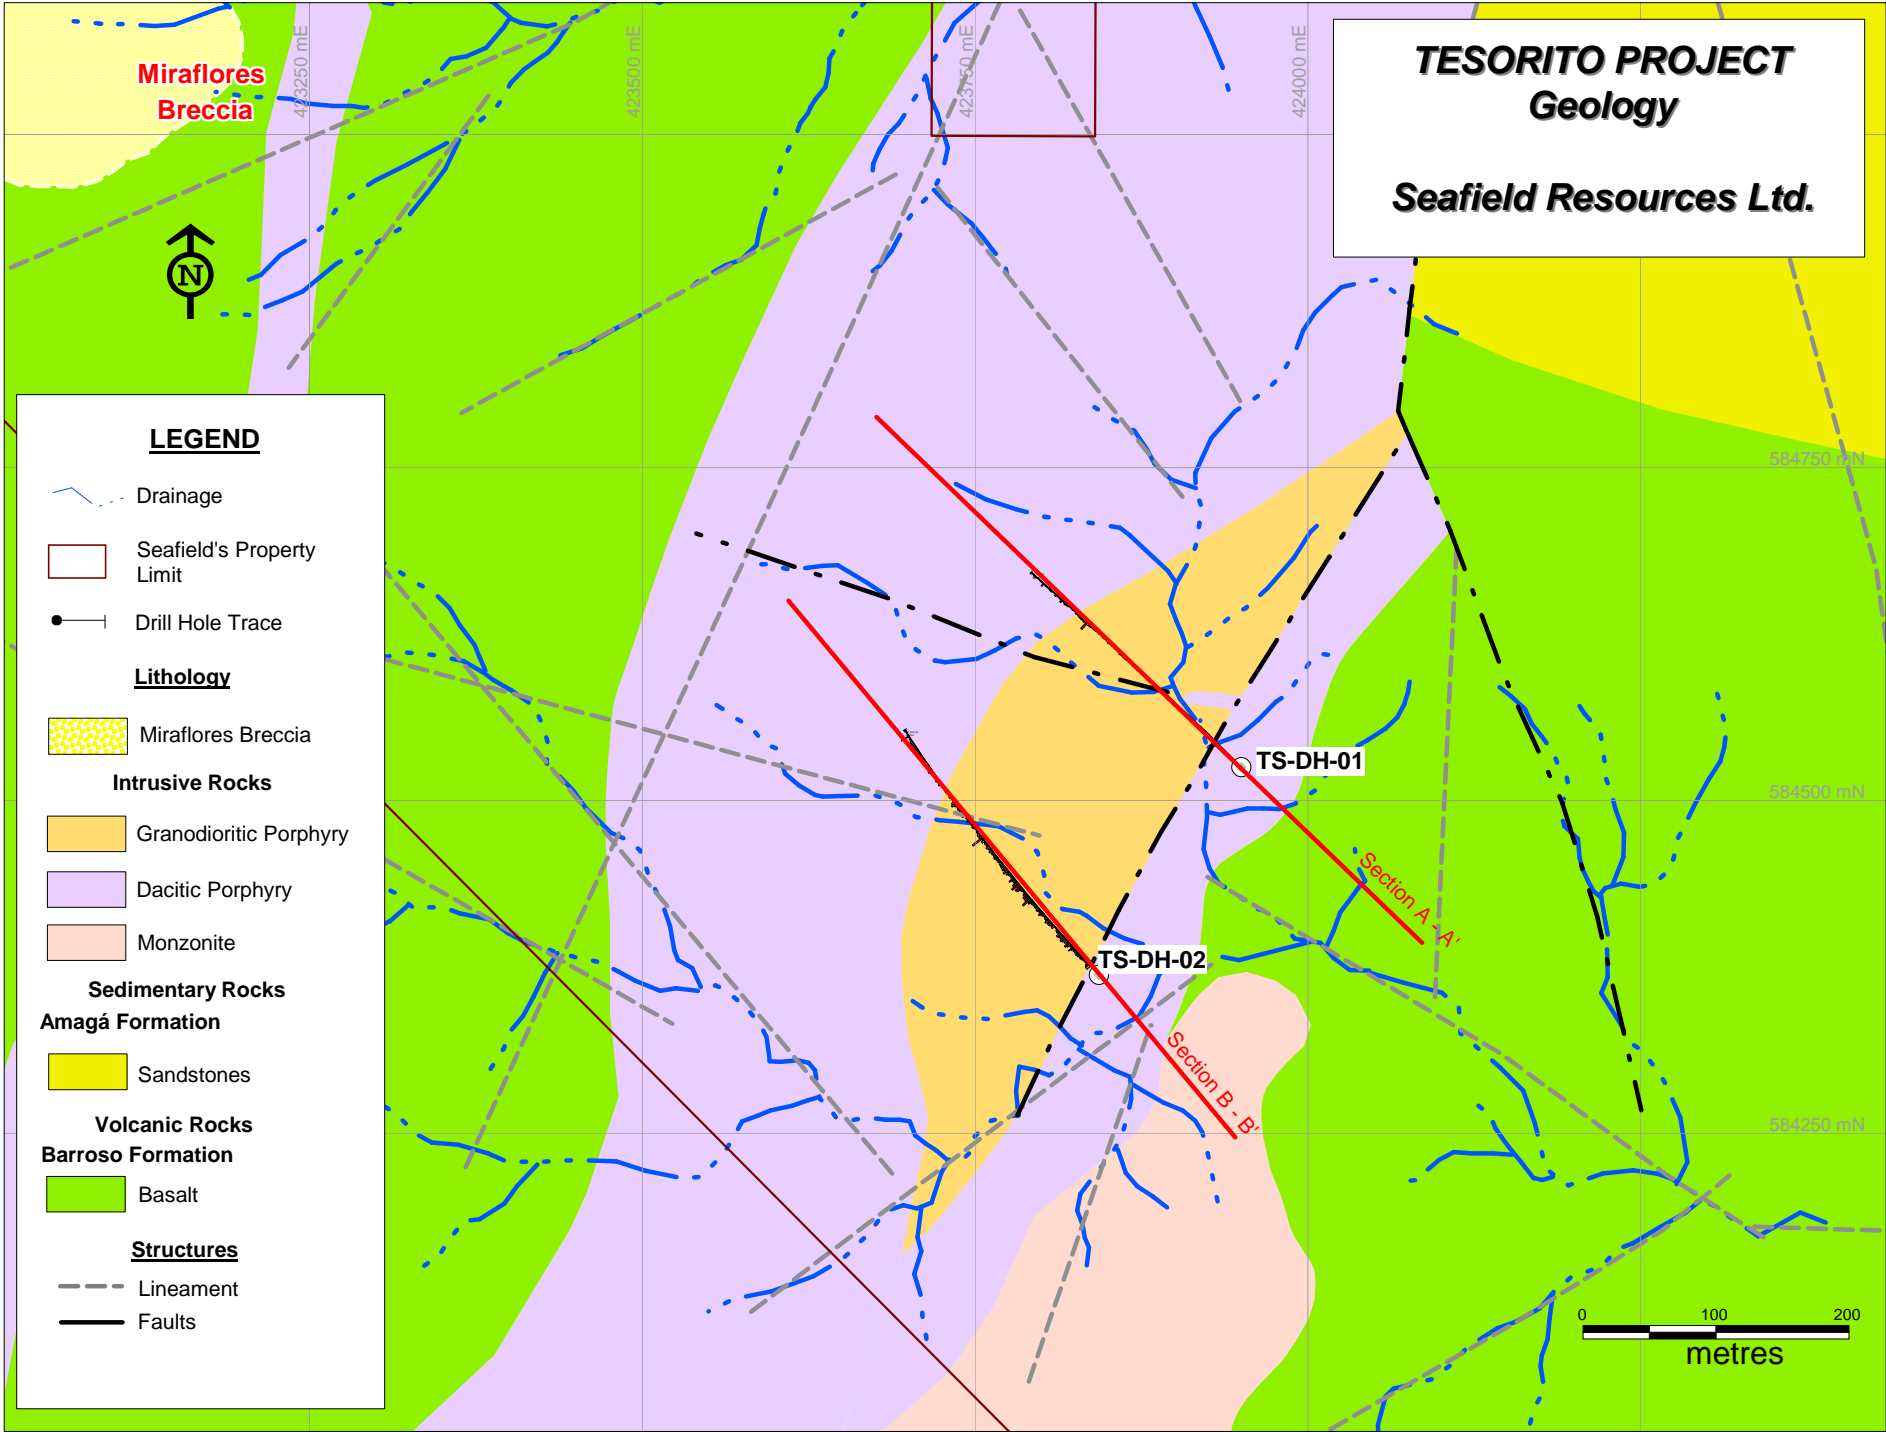 TESORITO PROJECT
Geology
Seafield Resources Ltd.
Miraflores
Breccia
423250 mE
423500 mE
423750 mE
424000 mE
N
LEGEND
Drainage
Seafield's Property
Limit
Drill Hole Trace
Lithology
Miraflores Breccia
Intrusive Rocks
Granodioritic Porphyry
Dacitic Porphyry
Monzonite
Sedimentary Rocks
Amagá Formation
Sandstones
Volcanic Rocks
Barroso Formation
Basalt
Structures
Lineament
Faults
584750 mN
584500 mN
584250 mN
TS-DH-01
TS-DH-02
Section A - A'
Section B - B'
0 100 200
metres